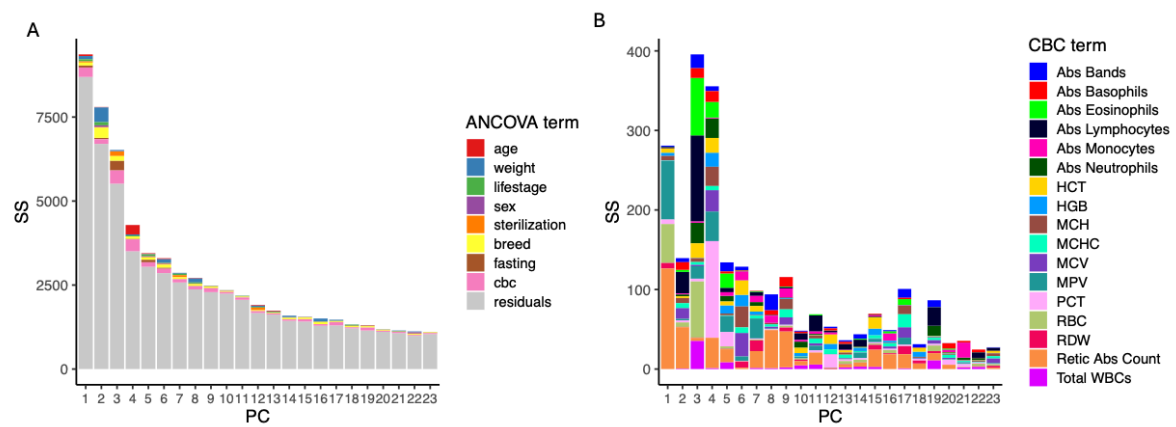 A
7500
5000
2500
0
SS
1 2 3 4 5 6 7 8 9 10 11 12 13 14 15 16 17 18 19 20 21 22 23
PC
ANCOVA term
age
weight
lifestage
sex
sterilization
breed
fasting
cbc
residuals
B
400
300
200
100
0
SS
1 2 3 4 5 6 7 8 9 10 11 12 13 14 15 16 17 18 19 20 21 22 23
PC
CBC term
Abs Bands
Abs Basophils
Abs Eosinophils
Abs Lymphocytes
Abs Monocytes
Abs Neutrophils
HCT
HGB
MCH
MCHC
MCV
MPV
PCT
RBC
RDW
Retic Abs Count
Total WBCs